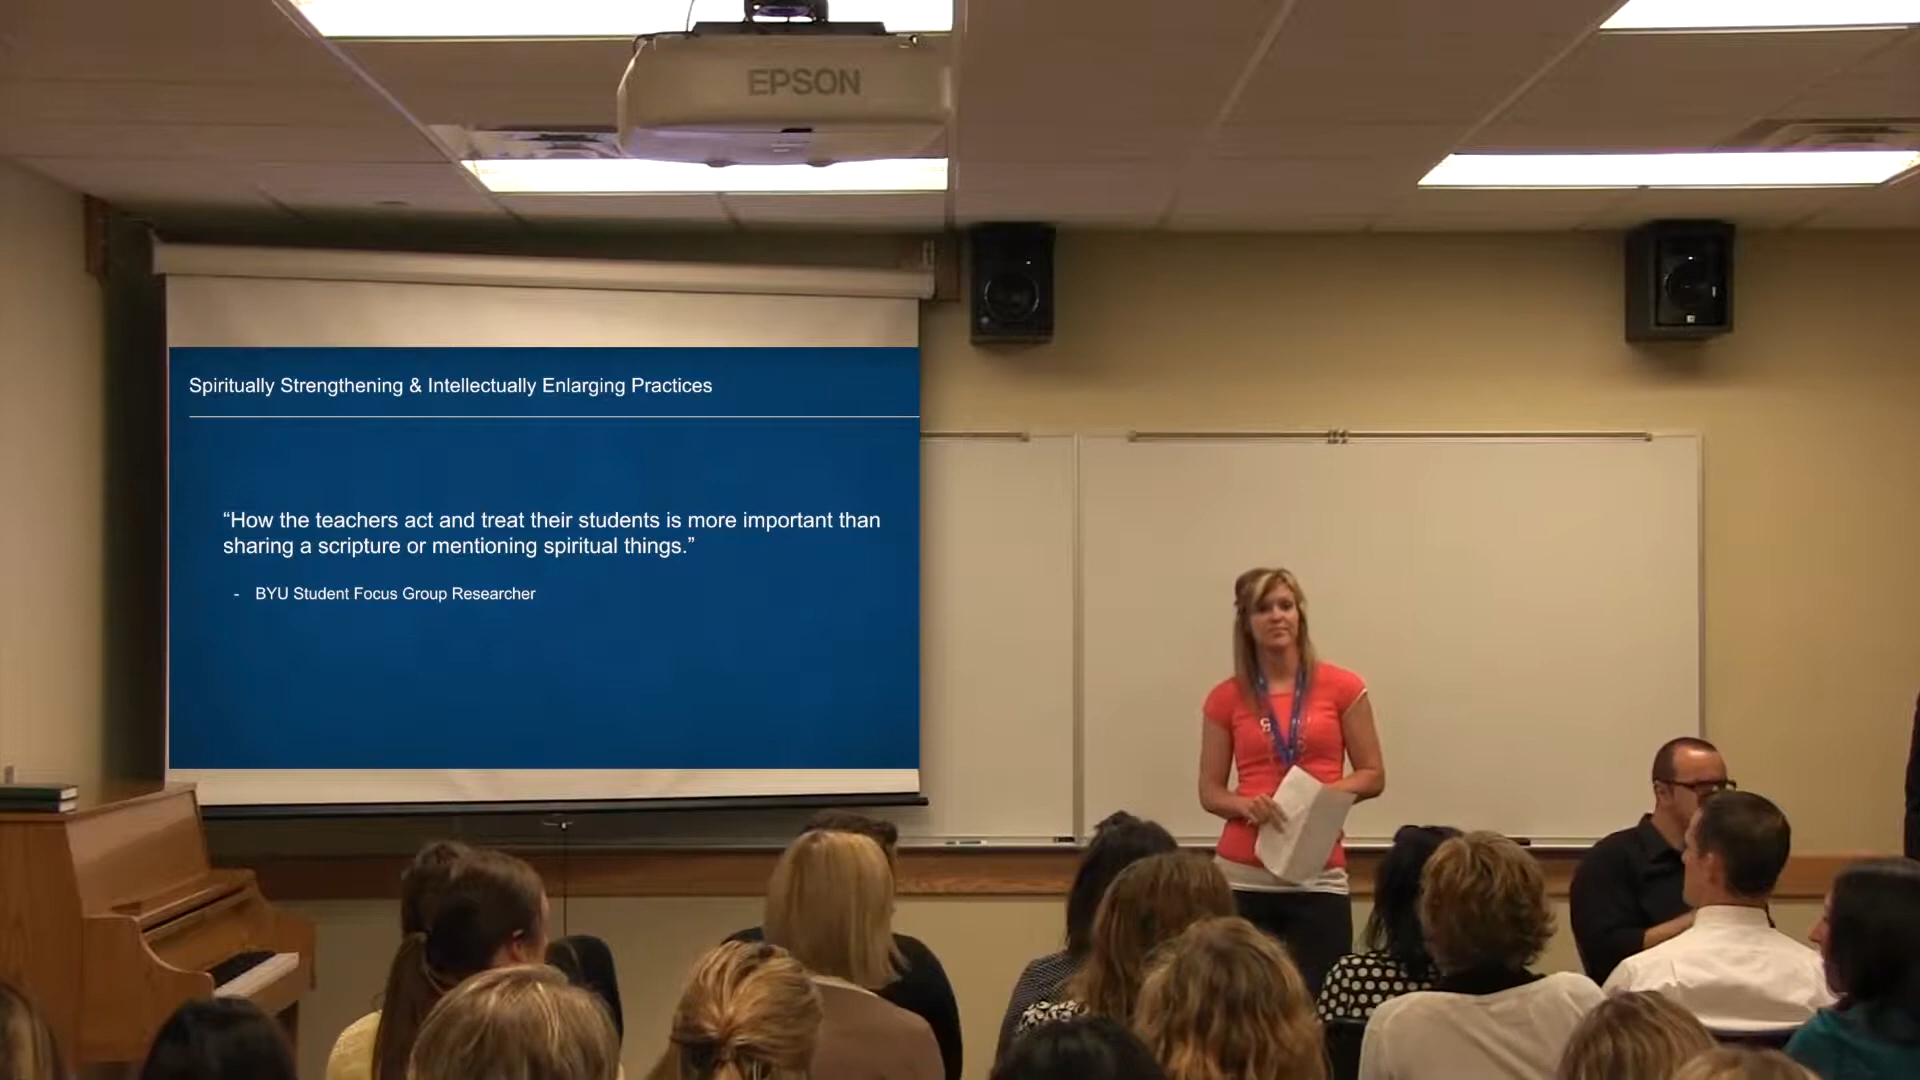 EPSON
Spiritually Strengthening & Intellectually Enlarging Practices
“How the teachers act and treat their students is more important than
sharing a scripture or mentioning spiritual things.”
- BYU Student Focus Group Researcher